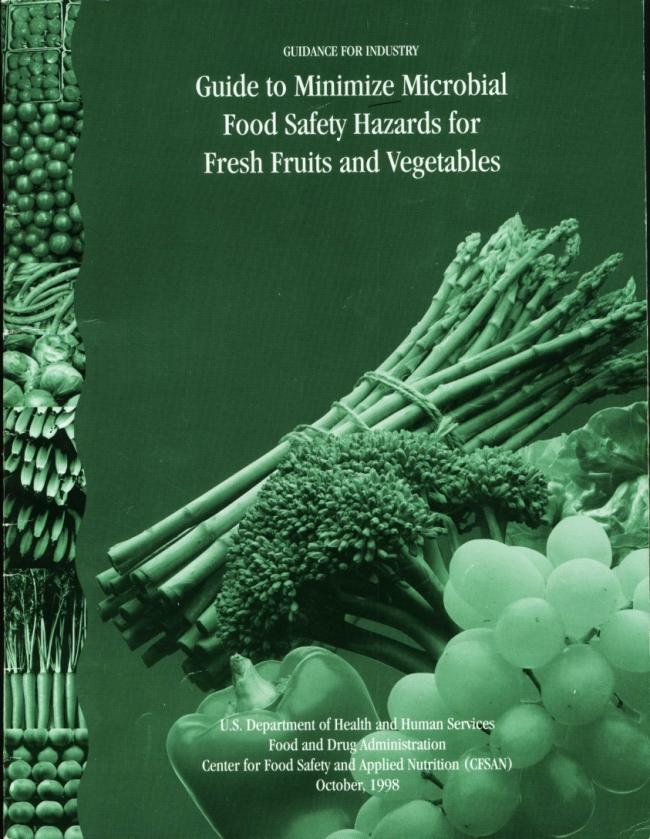 GUIDANCE FOR INDUSTRY
Guide to Minimize Microbial
Food Safety Hazards for
Fresh Fruits and Vegetables
U.S. Department of Health and Human Services
Food and Drug Administration
Center for Food Safety and Applied Nutrition (CFSAN)
October, 1998